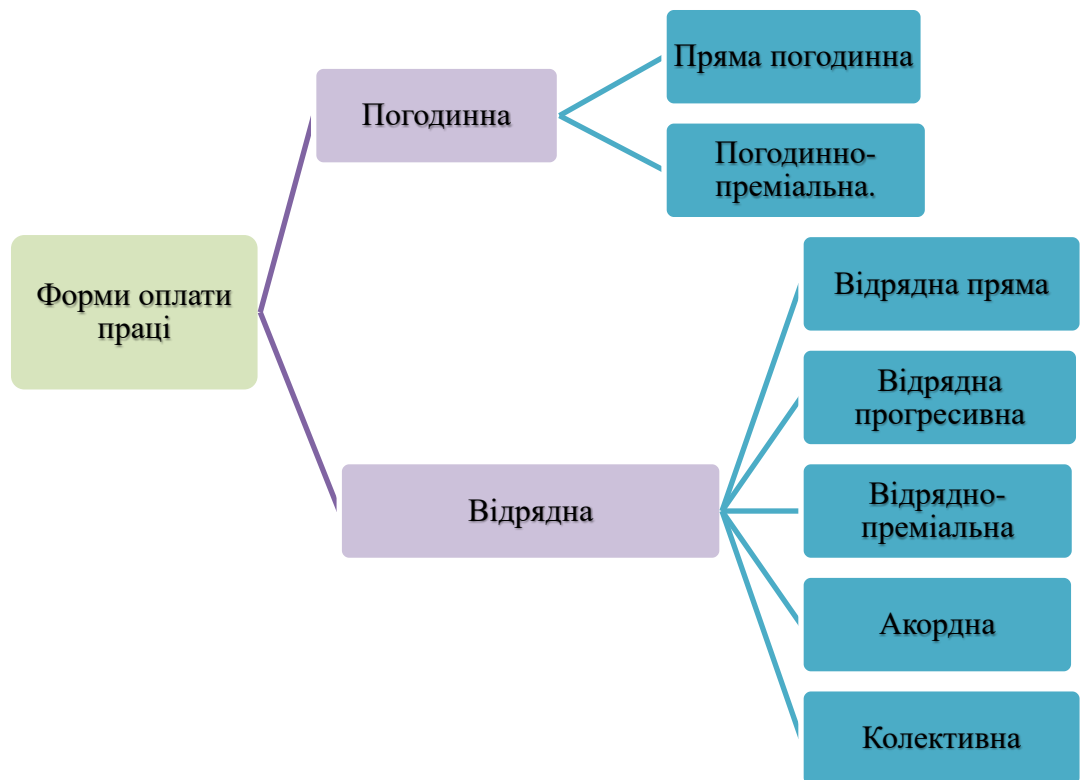 Форми оплати
праці
Погодинна
Пряма погодинна
Погодинно-
преміальна.
Відрядна
Відрядна пряма
Відрядна
прогресивна
Відрядно-
преміальна
Акордна
Колективна